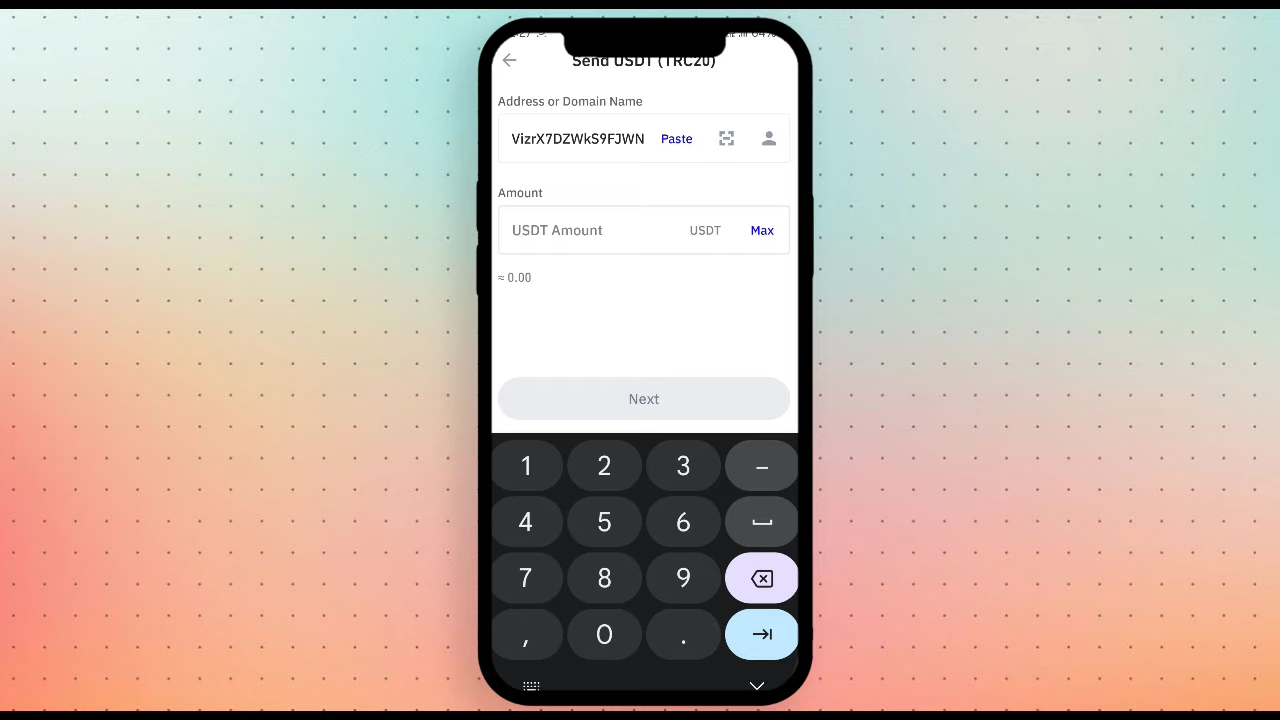 Send USDT (TRC20)
Address or Domain Name
VizrX7DZWkS9FJWN Paste
Amount
USDT Amount USDT Max
≈ 0.00
Next
1 2 3 –
4 5 6
7 8 9
, 0 .